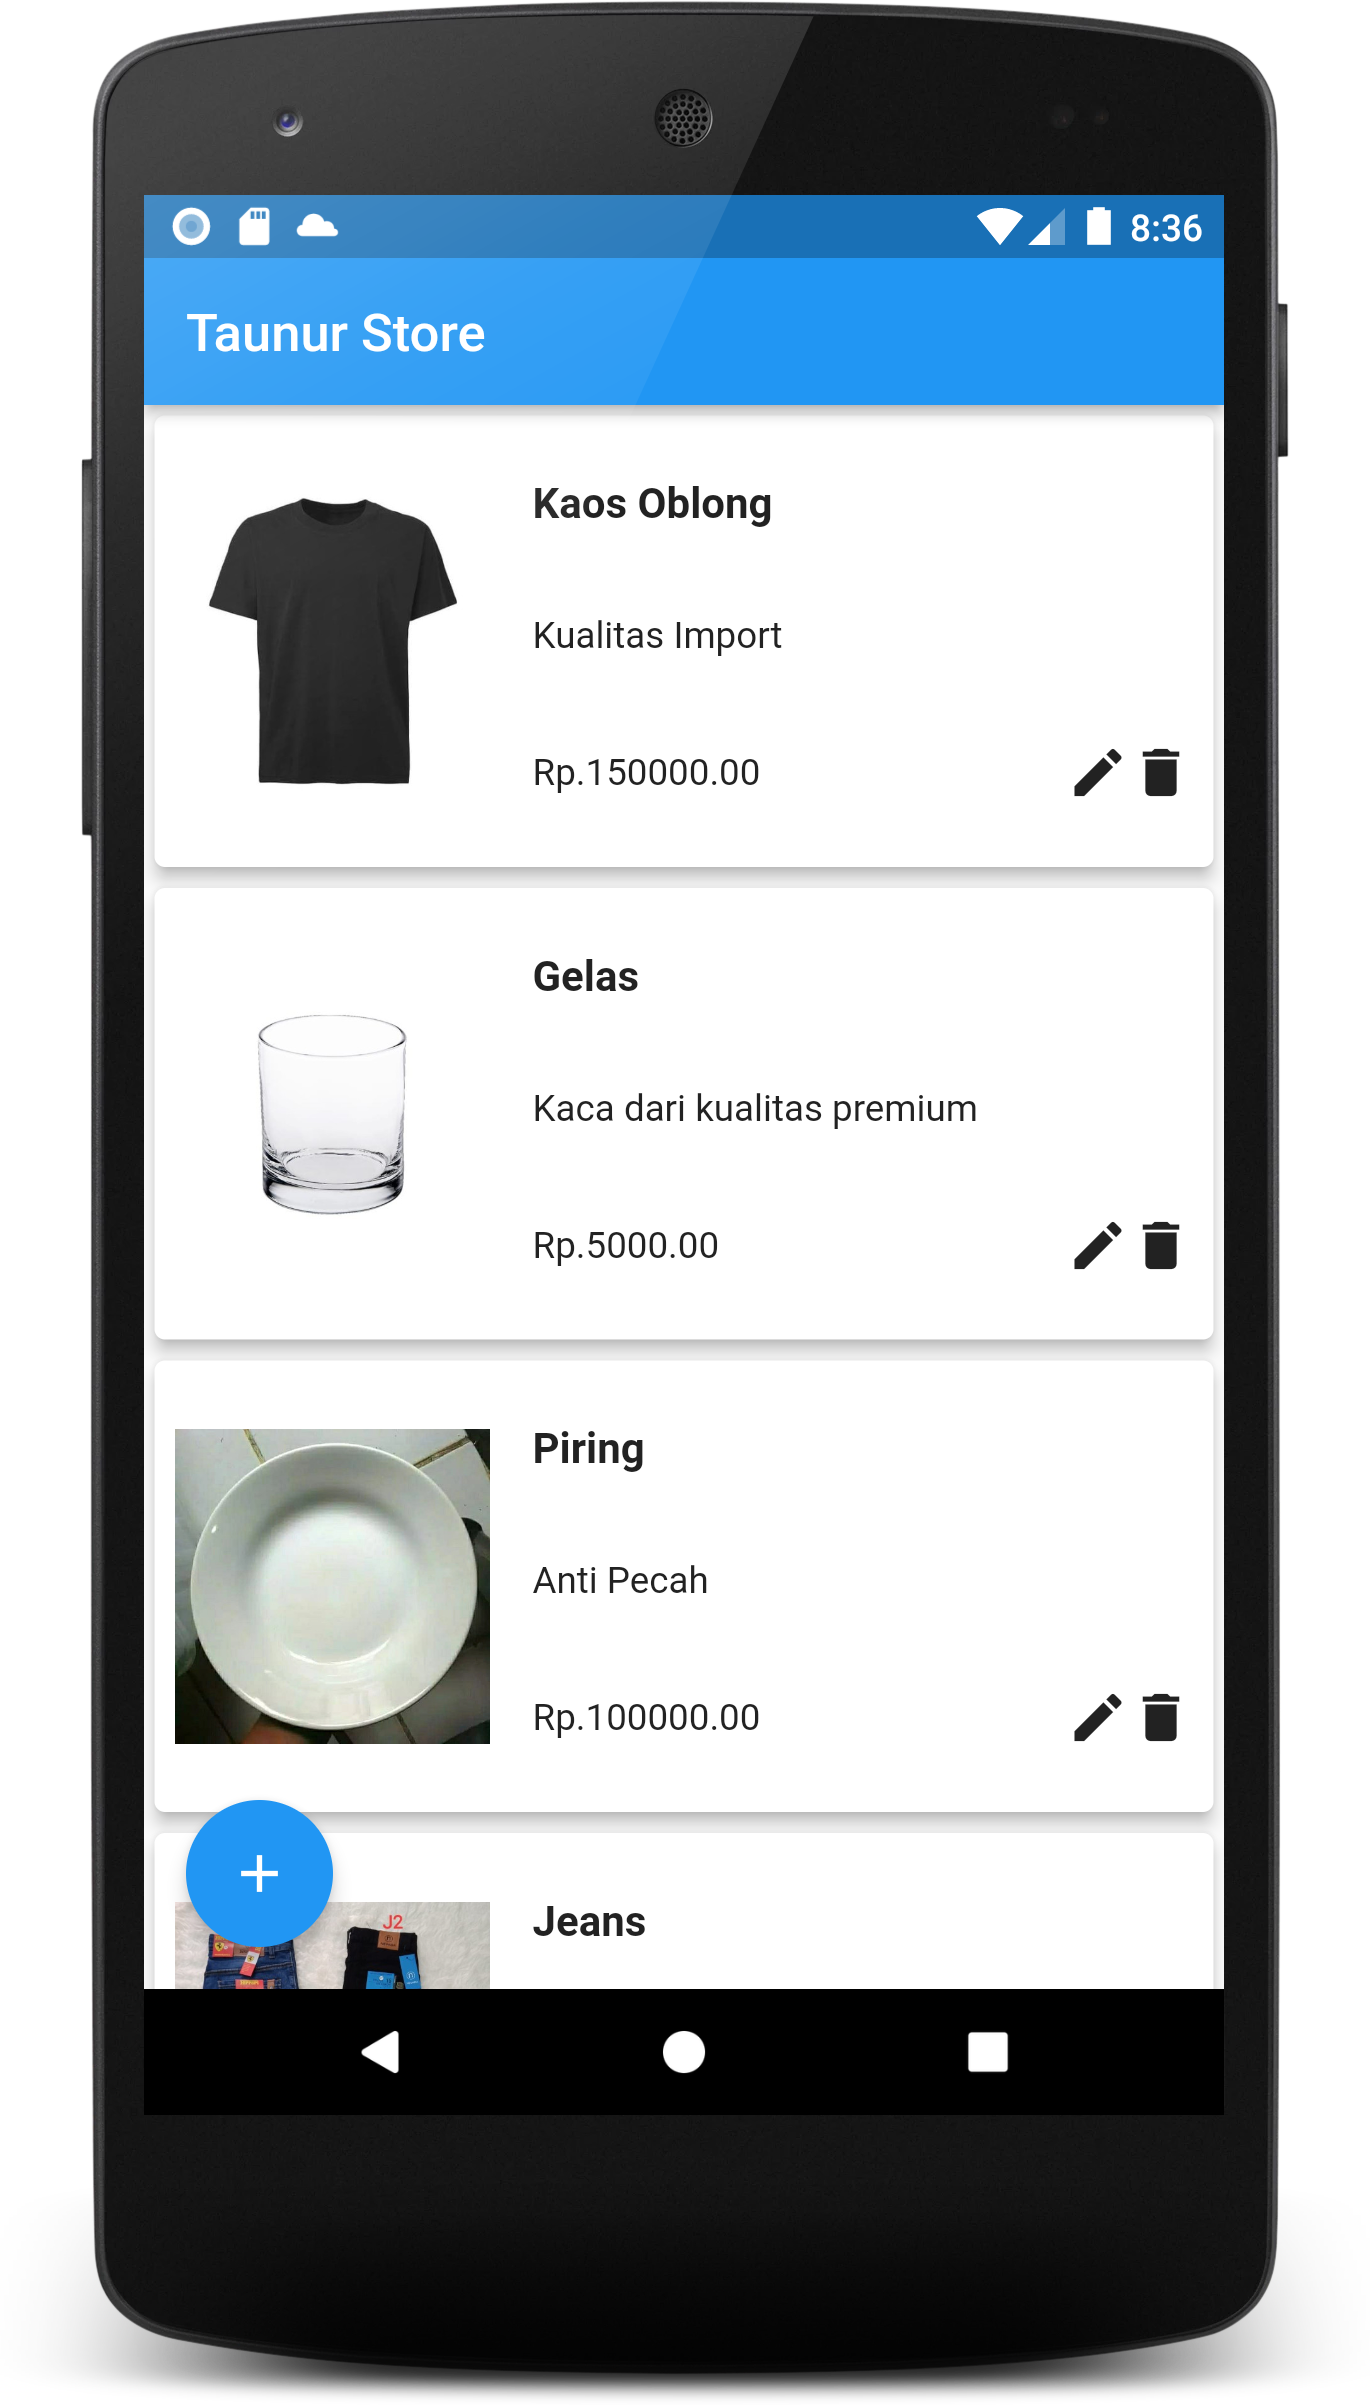 8:36
Taunur Store
Kaos Oblong
Kualitas Import
Rp.150000.00
Gelas
Kaca dari kualitas premium
Rp.5000.00
Piring
Anti Pecah
Rp.100000.00
Jeans
J2